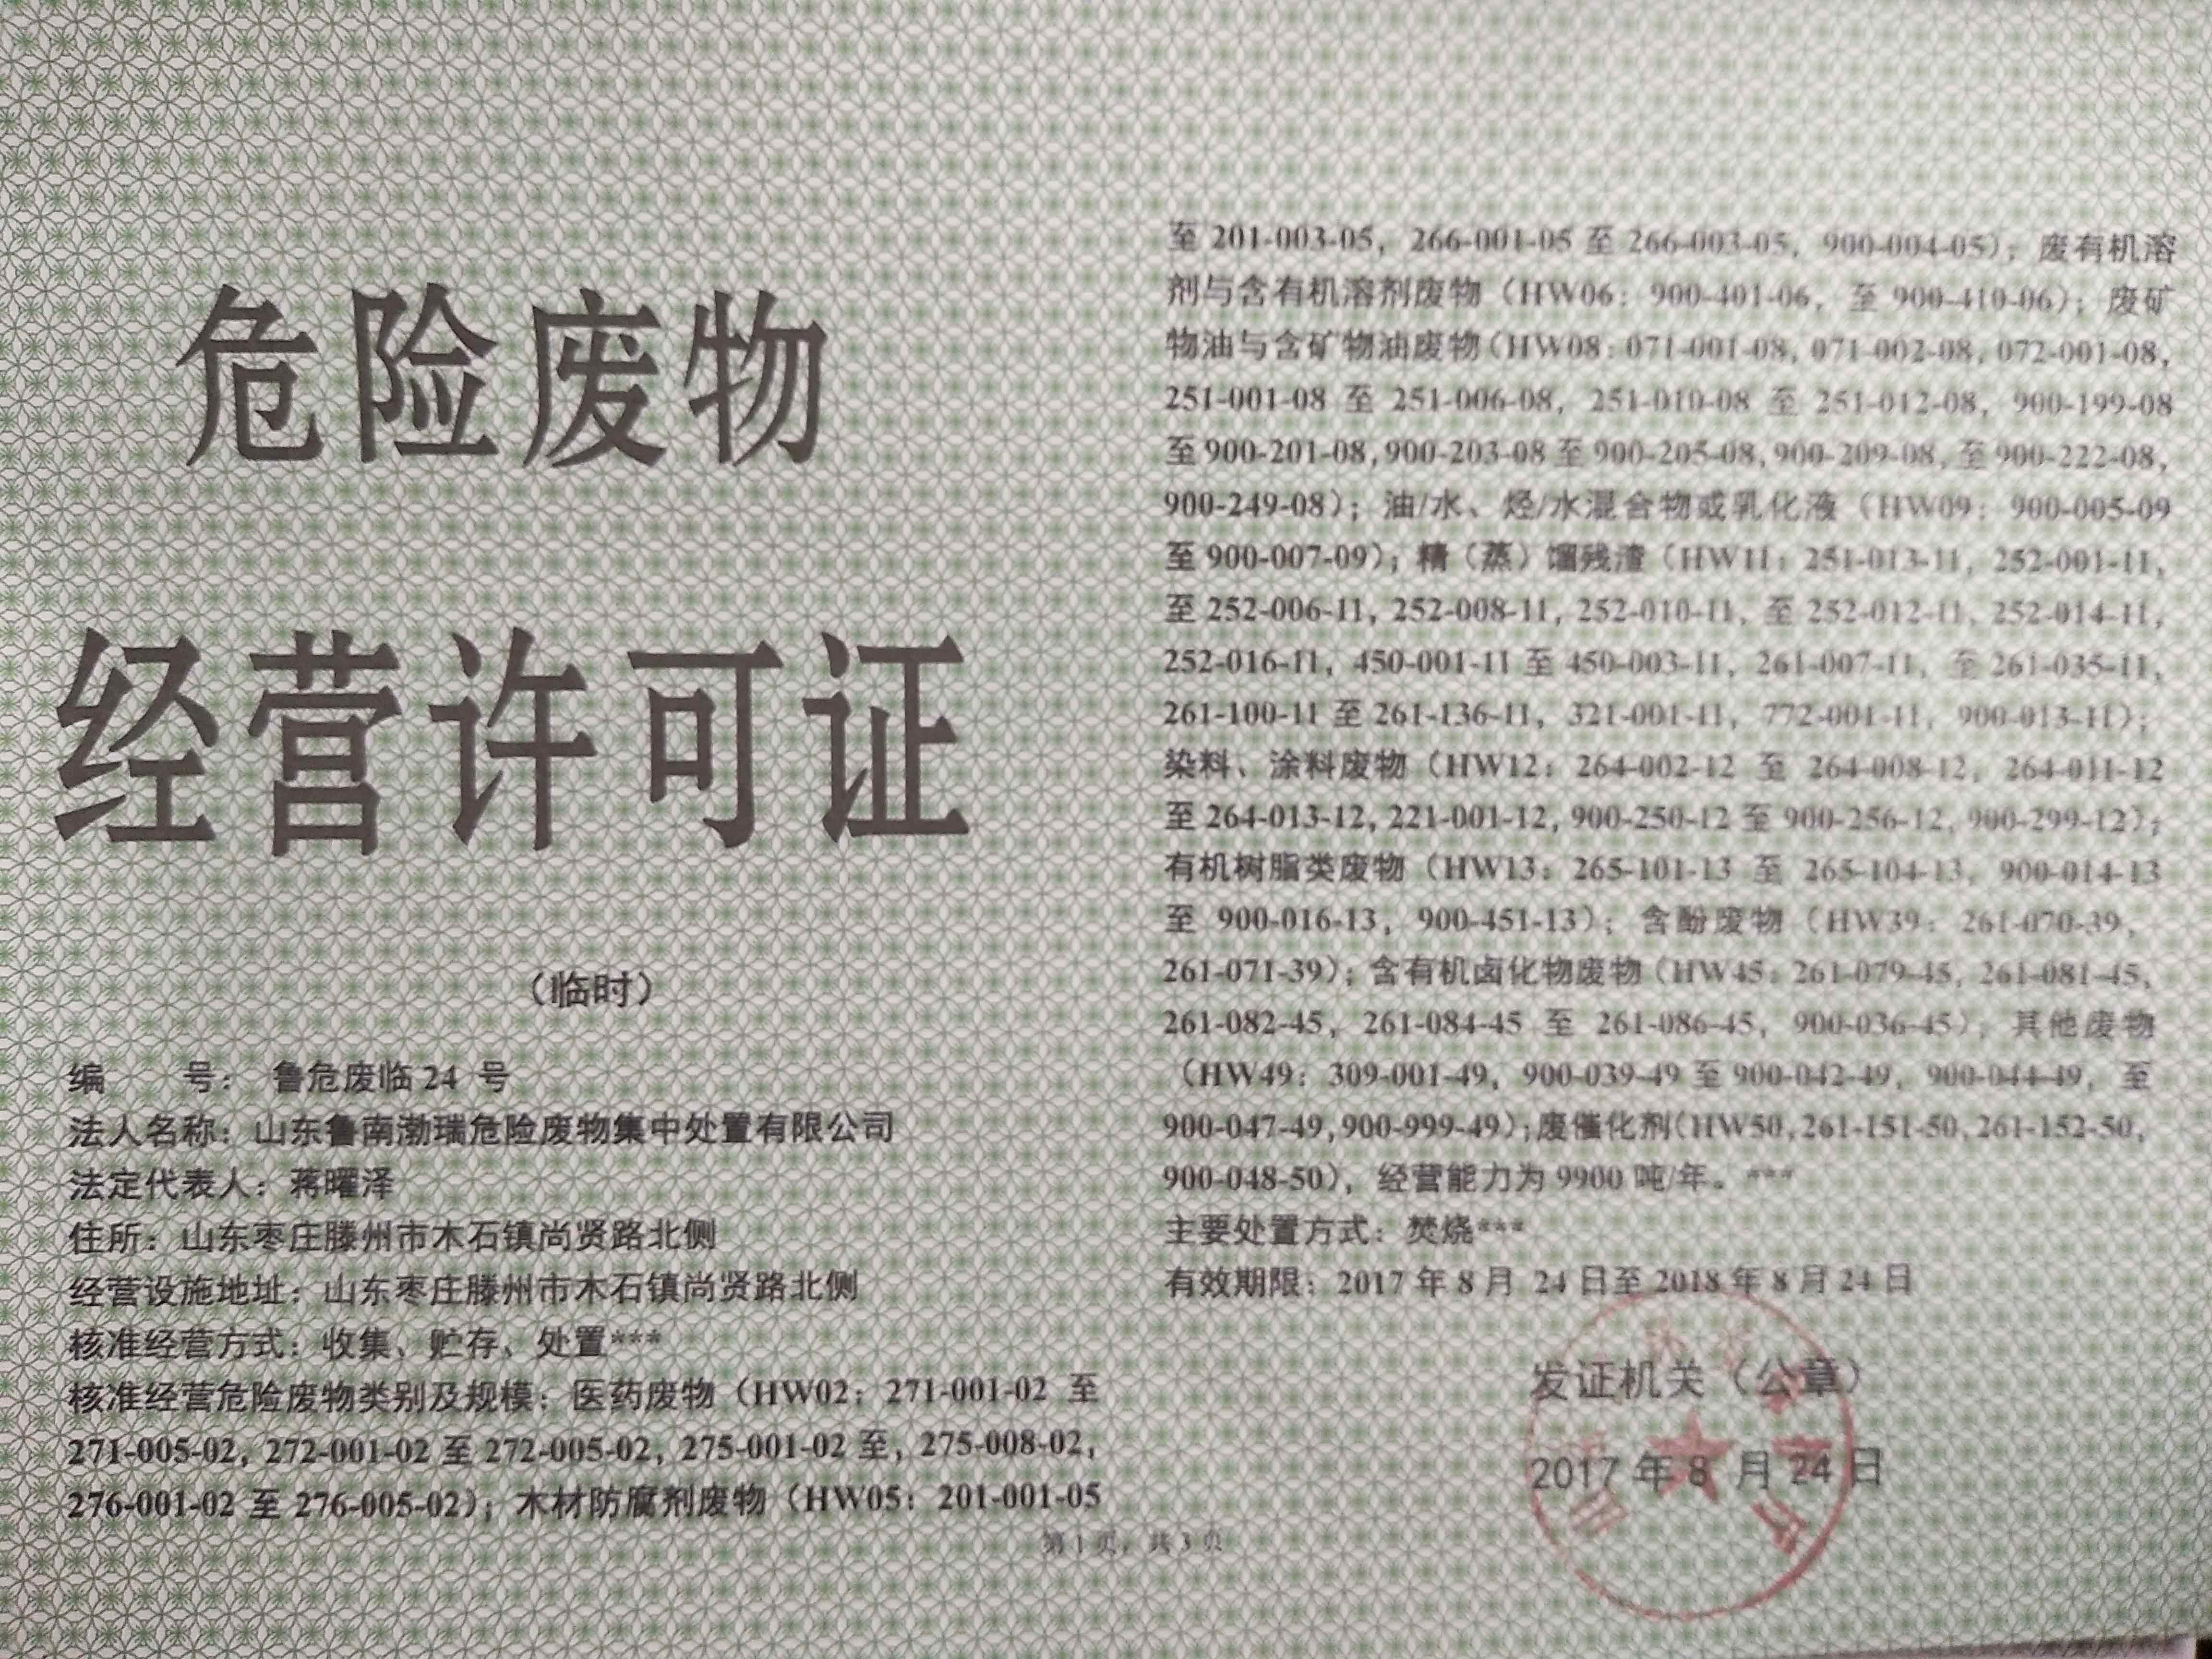 危险废物
经营许可证
（临时）
编 号： 鲁危废临24 号
法人名称：山东鲁南渤瑞危险废物集中处置有限公司
法定代表人：蒋曜泽
住所：山东枣庄滕州市木石镇尚贤路北侧
经营设施地址：山东枣庄滕州市木石镇尚贤路北侧
核准经营方式：收集、贮存、处置***
核准经营危险废物类别及规模：医药废物（HW02：271-001-02 至
271-005-02，272-001-02 至 272-005-02，275-001-02 至，275-008-02，
276-001-02 至 276-005-02）；木材防腐剂废物（HW05：201-001-05
至 201-003-05，266-001-05 至 266-003-05，900-004-05）；废有机溶
剂与含有机溶剂废物（HW06：900-401-06，至 900-410-06）；废矿
物油与含矿物油废物（HW08：071-001-08，071-002-08，072-001-08，
251-001-08 至 251-006-08，251-010-08 至 251-012-08，900-199-08
至 900-201-08，900-203-08 至 900-205-08，900-209-08，至 900-222-08，
900-249-08）；油/水、烃/水混合物或乳化液（HW09：900-005-09
至 900-007-09）；精（蒸）馏残渣（HW11：251-013-11，252-001-11，
至 252-006-11，252-008-11，252-010-11，至 252-012-11，252-014-11，
252-016-11，450-001-11 至 450-003-11，261-007-11，至 261-035-11，
261-100-11 至 261-136-11，321-001-11，772-001-11，900-013-11）；
染料、涂料废物（HW12：264-002-12 至 264-008-12，264-011-12
至 264-013-12，221-001-12，900-250-12 至 900-256-12，900-299-12）；
有机树脂类废物（HW13：265-101-13 至 265-104-13，900-014-13
至 900-016-13，900-451-13）；含酚废物（HW39：261-070-39，
261-071-39）；含有机卤化物废物（HW45：261-079-45，261-081-45，
261-082-45，261-084-45 至 261-086-45，900-036-45），其他废物
（HW49：309-001-49，900-039-49 至 900-042-49，900-044-49，至
900-047-49，900-999-49）；废催化剂（HW50，261-151-50，261-152-50，
900-048-50），经营能力为 9900 吨/年。***
主要处置方式：焚烧***
有效期限：2017 年 8 月 24 日至 2018 年 8 月 24 日
发证机关（公章）
2017 年 8 月 24 日
第 1 页，共 3 页